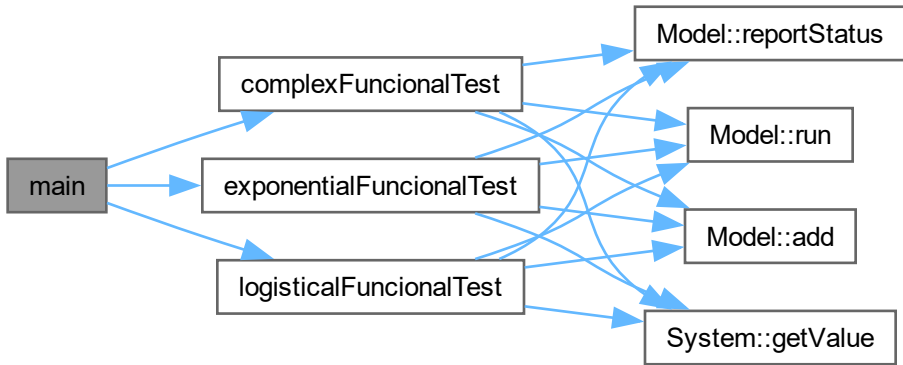 main
complexFuncionalTest
exponentialFuncionalTest
logisticalFuncionalTest
Model::reportStatus
Model::run
Model::add
System::getValue